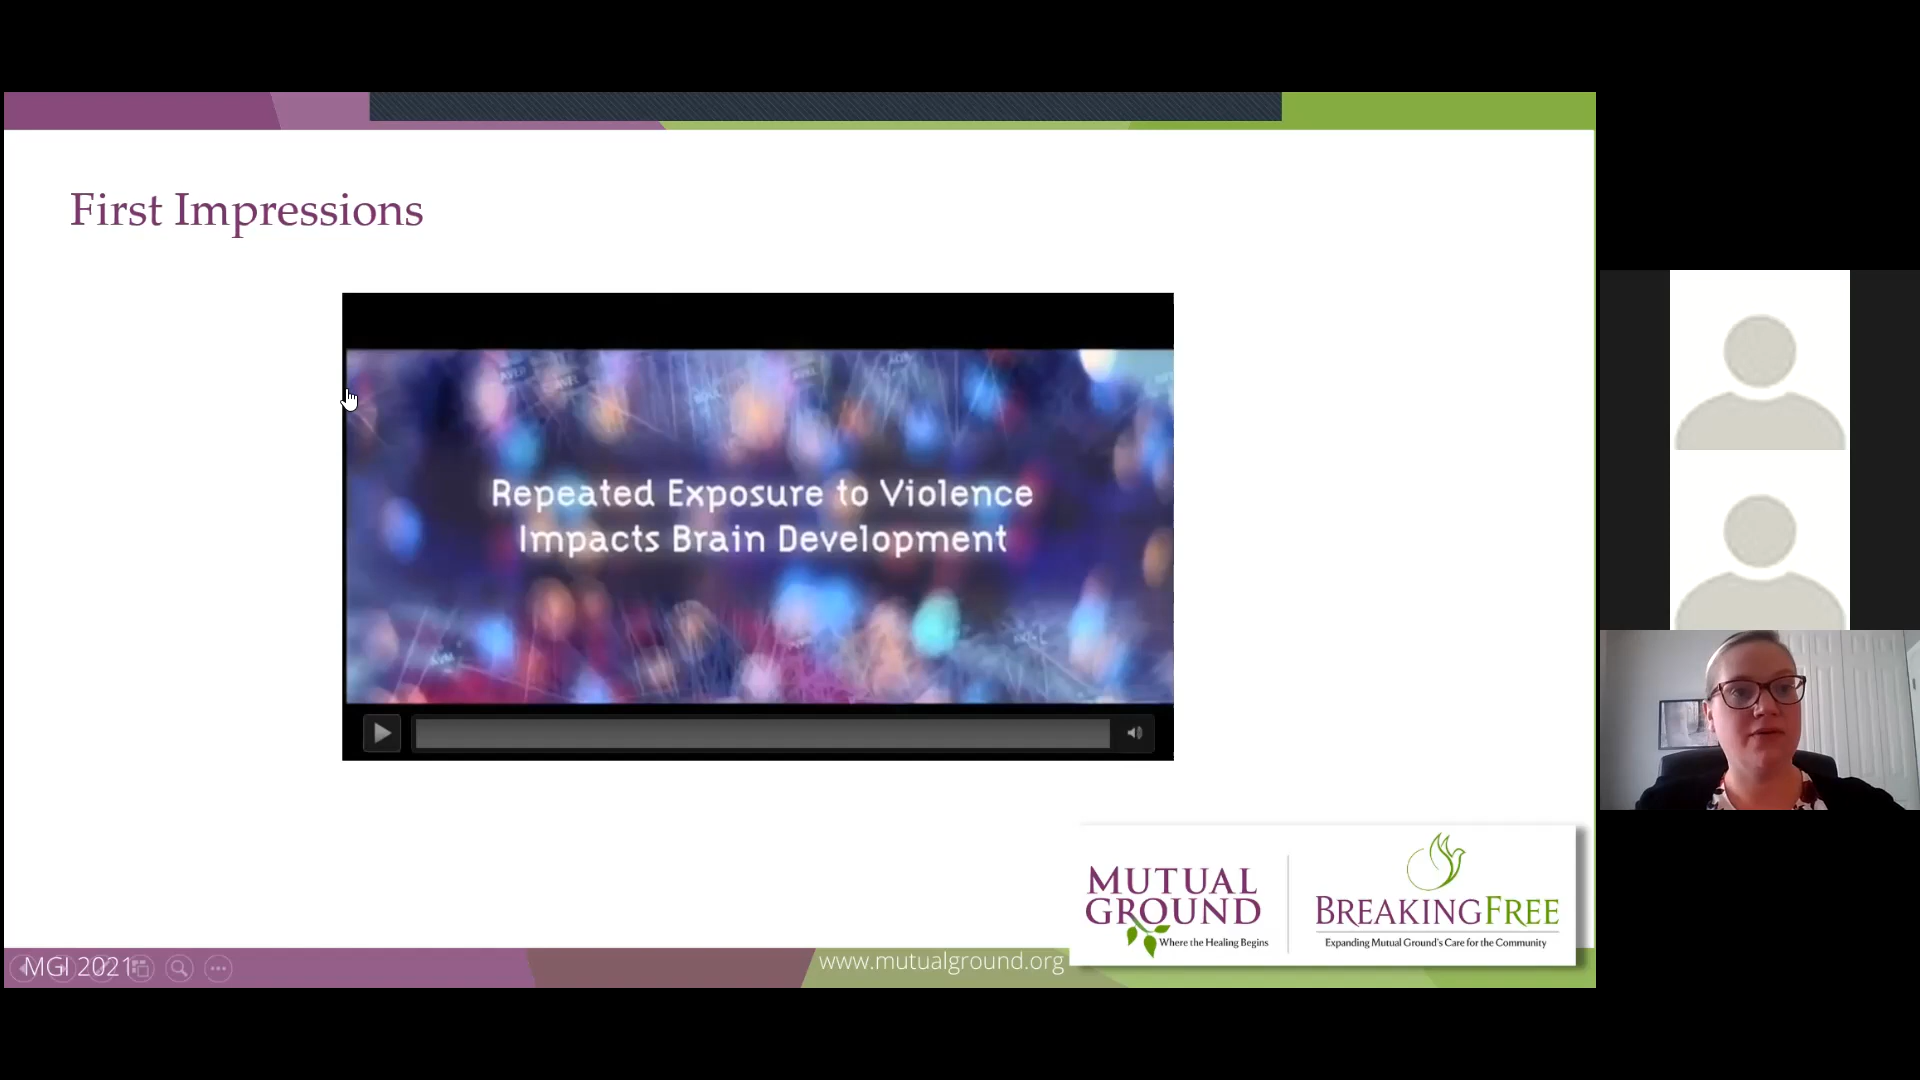 First Impressions
Repeated Exposure to Violence
Impacts Brain Development
MUTUAL
GROUND
Where the Healing Begins
BREAKINGFREE
Expanding Mutual Ground's Care for the Community
MGI 2021
www.mutualground.org